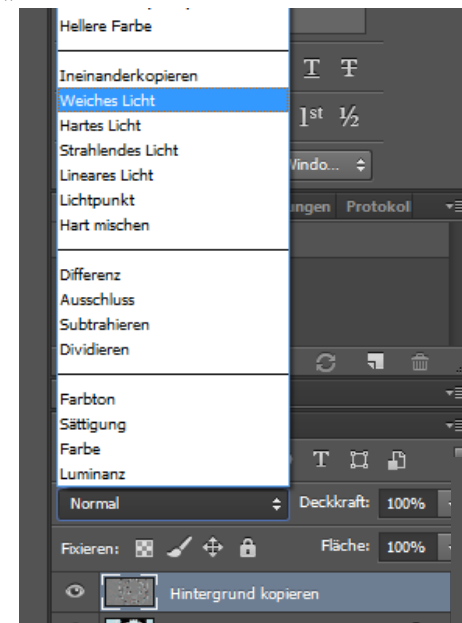 Hellere Farbe
Ineinanderkopieren
Weiches Licht
Hartes Licht
Strahlendes Licht
Lineares Licht
Lichtpunkt
Hart mischen
Differenz
Ausschluss
Subtrahieren
Dividieren
Farbton
Sättigung
Farbe
Luminanz
T T
1st ½
Windo...
ungen Protokoll
T
Normal Deckkraft: 100%
Fixieren: Fläche: 100%
Hintergrund kopieren